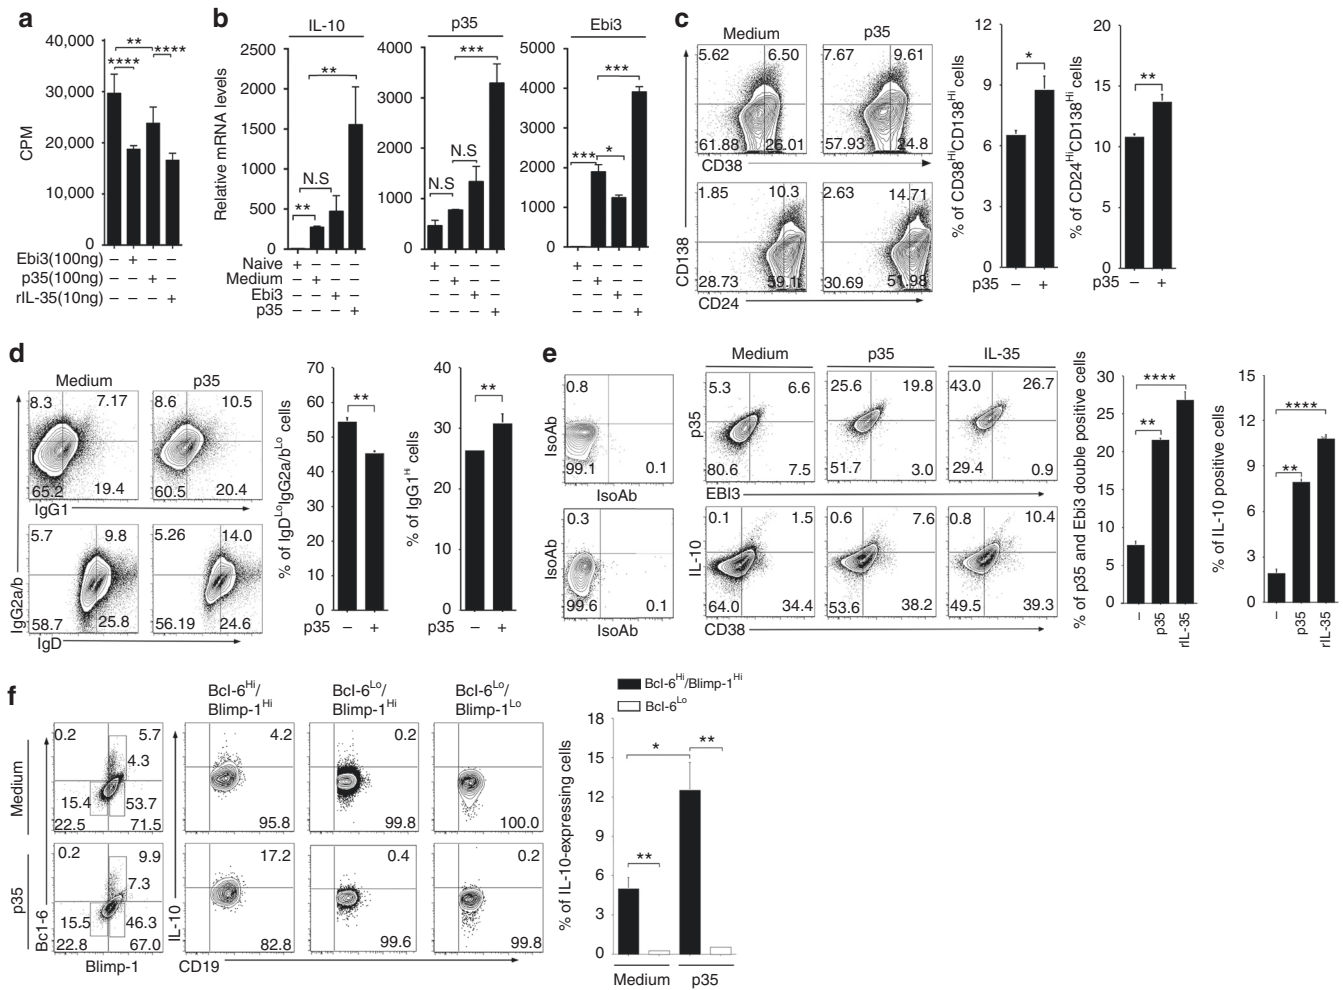 a
40,000
30,000
20,000
10,000
0
CPM
** **** ****
Ebi3(100ng) – + – –
p35(100ng) – – + –
rIL-35(10ng) – – – +
b
IL-10 p35 Ebi3
Relative mRNA levels
2500
2000
1500
1000
500
0
** N.S **
4000
3000
2000
1000
0
N.S N.S ***
5000
4000
3000
2000
1000
0
*** * ***
Naive + – – – + – – – + – – –
Medium – + – – – + – – – + – –
Ebi3 – – + – – – + – – – + –
p35 – – – + – – – + – – – +
c
Medium p35
5.62 6.50 7.67 9.61
61.88 26.01 57.93 24.8
CD38
1.85 10.3 2.63 14.71
28.73 59.11 30.69 51.98
CD138
CD24
% of CD38HiCD138Hi cells
12
9
6
3
0
*
p35 – +
% of CD24HiCD138Hi cells
20
15
10
5
0
**
p35 – +
d
Medium p35
8.3 7.17 8.6 10.5
65.2 19.4 60.5 20.4
IgG1
5.7 9.8 5.26 14.0
58.7 25.8 56.19 24.6
IgG2a/b
IgD
% of IgDLoIgG2a/bLo cells
70
60
50
40
30
20
10
0
**
p35 – +
% of IgG1H cells
40
30
20
10
0
**
p35 – +
e
0.8
99.1 0.1
IsoAb
IsoAb
0.3
99.6 0.1
IsoAb
IsoAb
Medium p35 IL-35
5.3 6.6 25.6 19.8 43.0 26.7
80.6 7.5 51.7 3.0 29.4 0.9
p35
EBI3
0.1 1.5 0.6 7.6 0.8 10.4
64.0 34.4 53.6 38.2 49.5 39.3
IL-10
CD38
% of p35 and Ebi3 double positive cells
30
25
20
15
10
5
0
**** **
– p35 rIL-35
% of IL-10 positive cells
15
12
9
6
3
0
**** **
– p35 rIL-35
f
Bcl-6Hi/ Bcl-6Lo/ Bcl-6Lo/
Blimp-1Hi Blimp-1Hi Blimp-1Lo
Medium
0.2 5.7
4.3
15.4 53.7
22.5 71.5
4.2 0.2
95.8 99.8 100.0
p35
0.2 9.9
7.3
15.5 46.3
22.8 67.0
17.2 0.4 0.2
82.8 99.6 99.8
Bc1-6
Blimp-1
IL-10
CD19
Bcl-6Hi/Blimp-1Hi
Bcl-6Lo
% of IL-10-expressing cells
18
15
12
9
6
3
0
* ** **
Medium p35